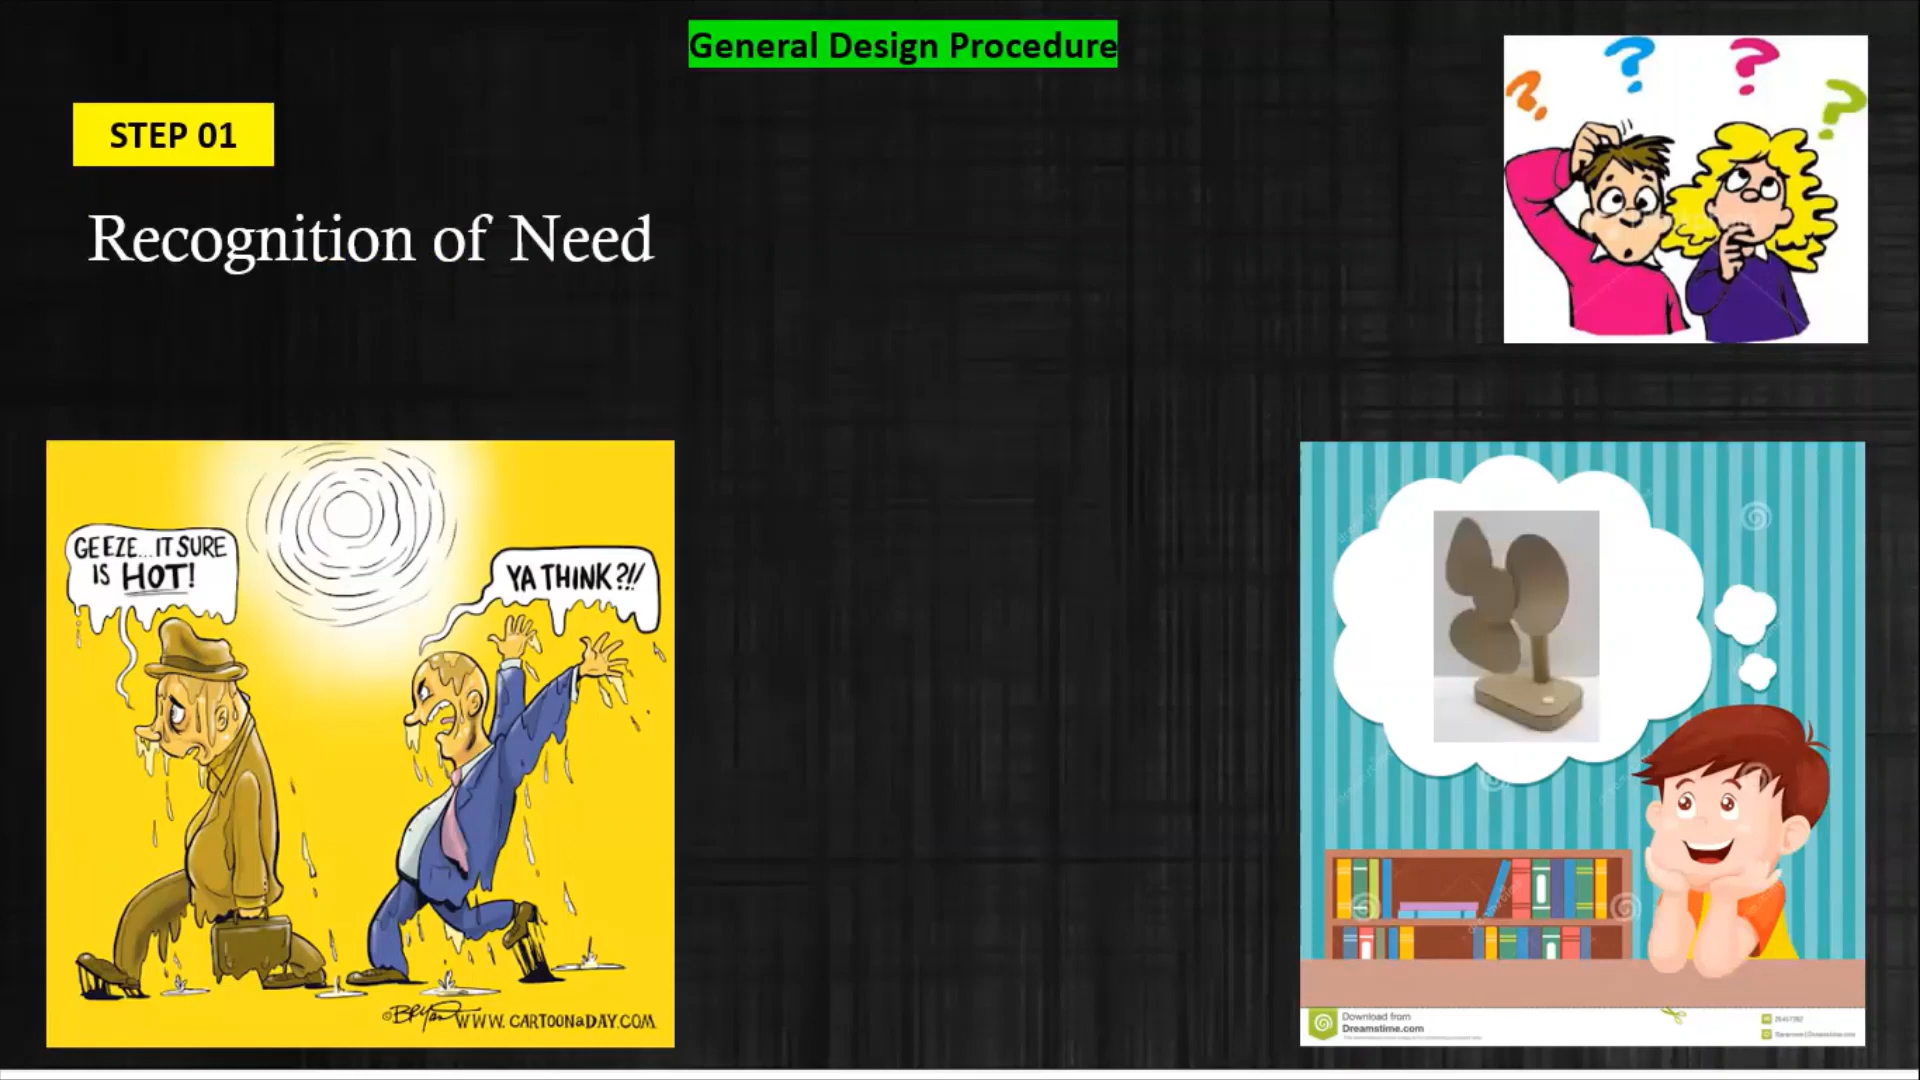 General Design Procedure
STEP 01
Recognition of Need
GEEZE...IT SURE
IS HOT!
YA THINK?!!
WWW.CARTOONaDAY.COM
Download from
Dreamstime.com